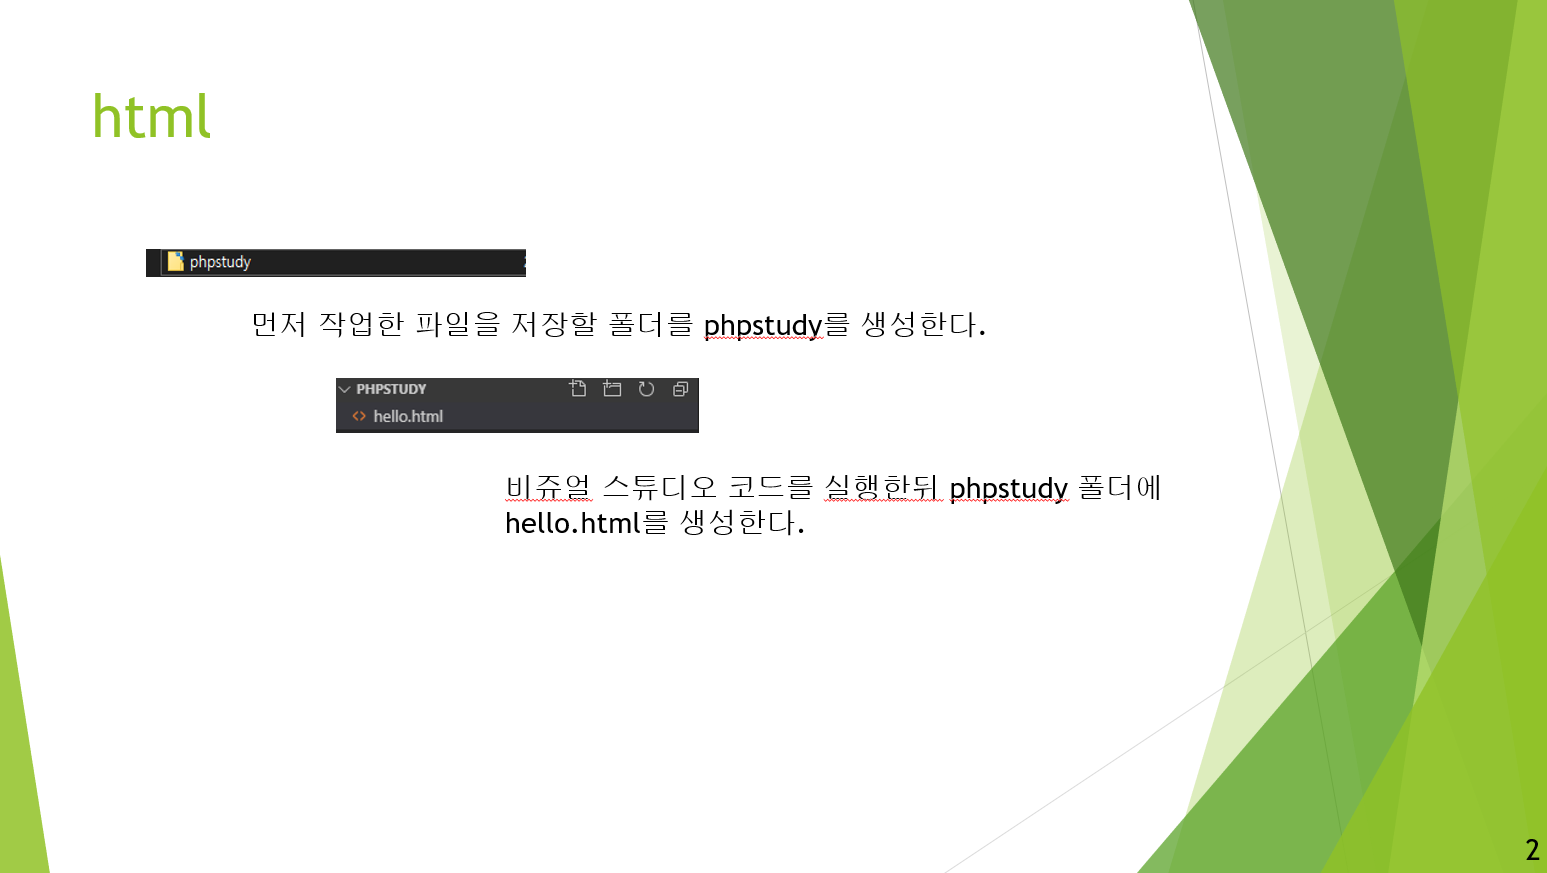 html
phpstudy
먼저 작업한 파일을 저장할 폴더를 phpstudy를 생성한다.
PHPSTUDY
hello.html
비쥬얼 스튜디오 코드를 실행한뒤 phpstudy 폴더에
hello.html를 생성한다.
2